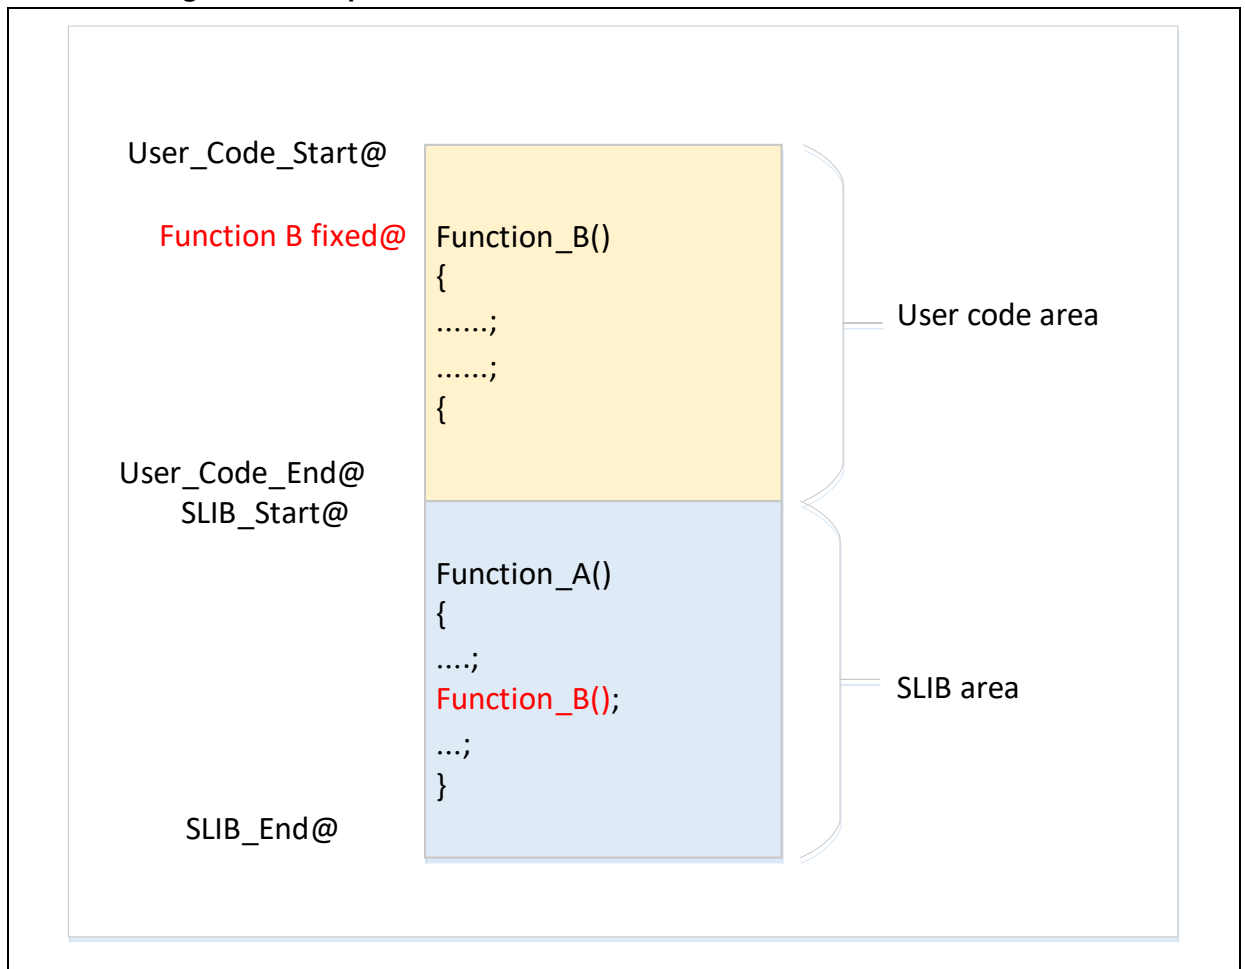 User_Code_Start@
Function B fixed@ Function_B()
{
......;
......; User code area
{
User_Code_End@
SLIB_Start@
Function_A()
{
....;
Function_B(); SLIB area
...;
}
SLIB_End@